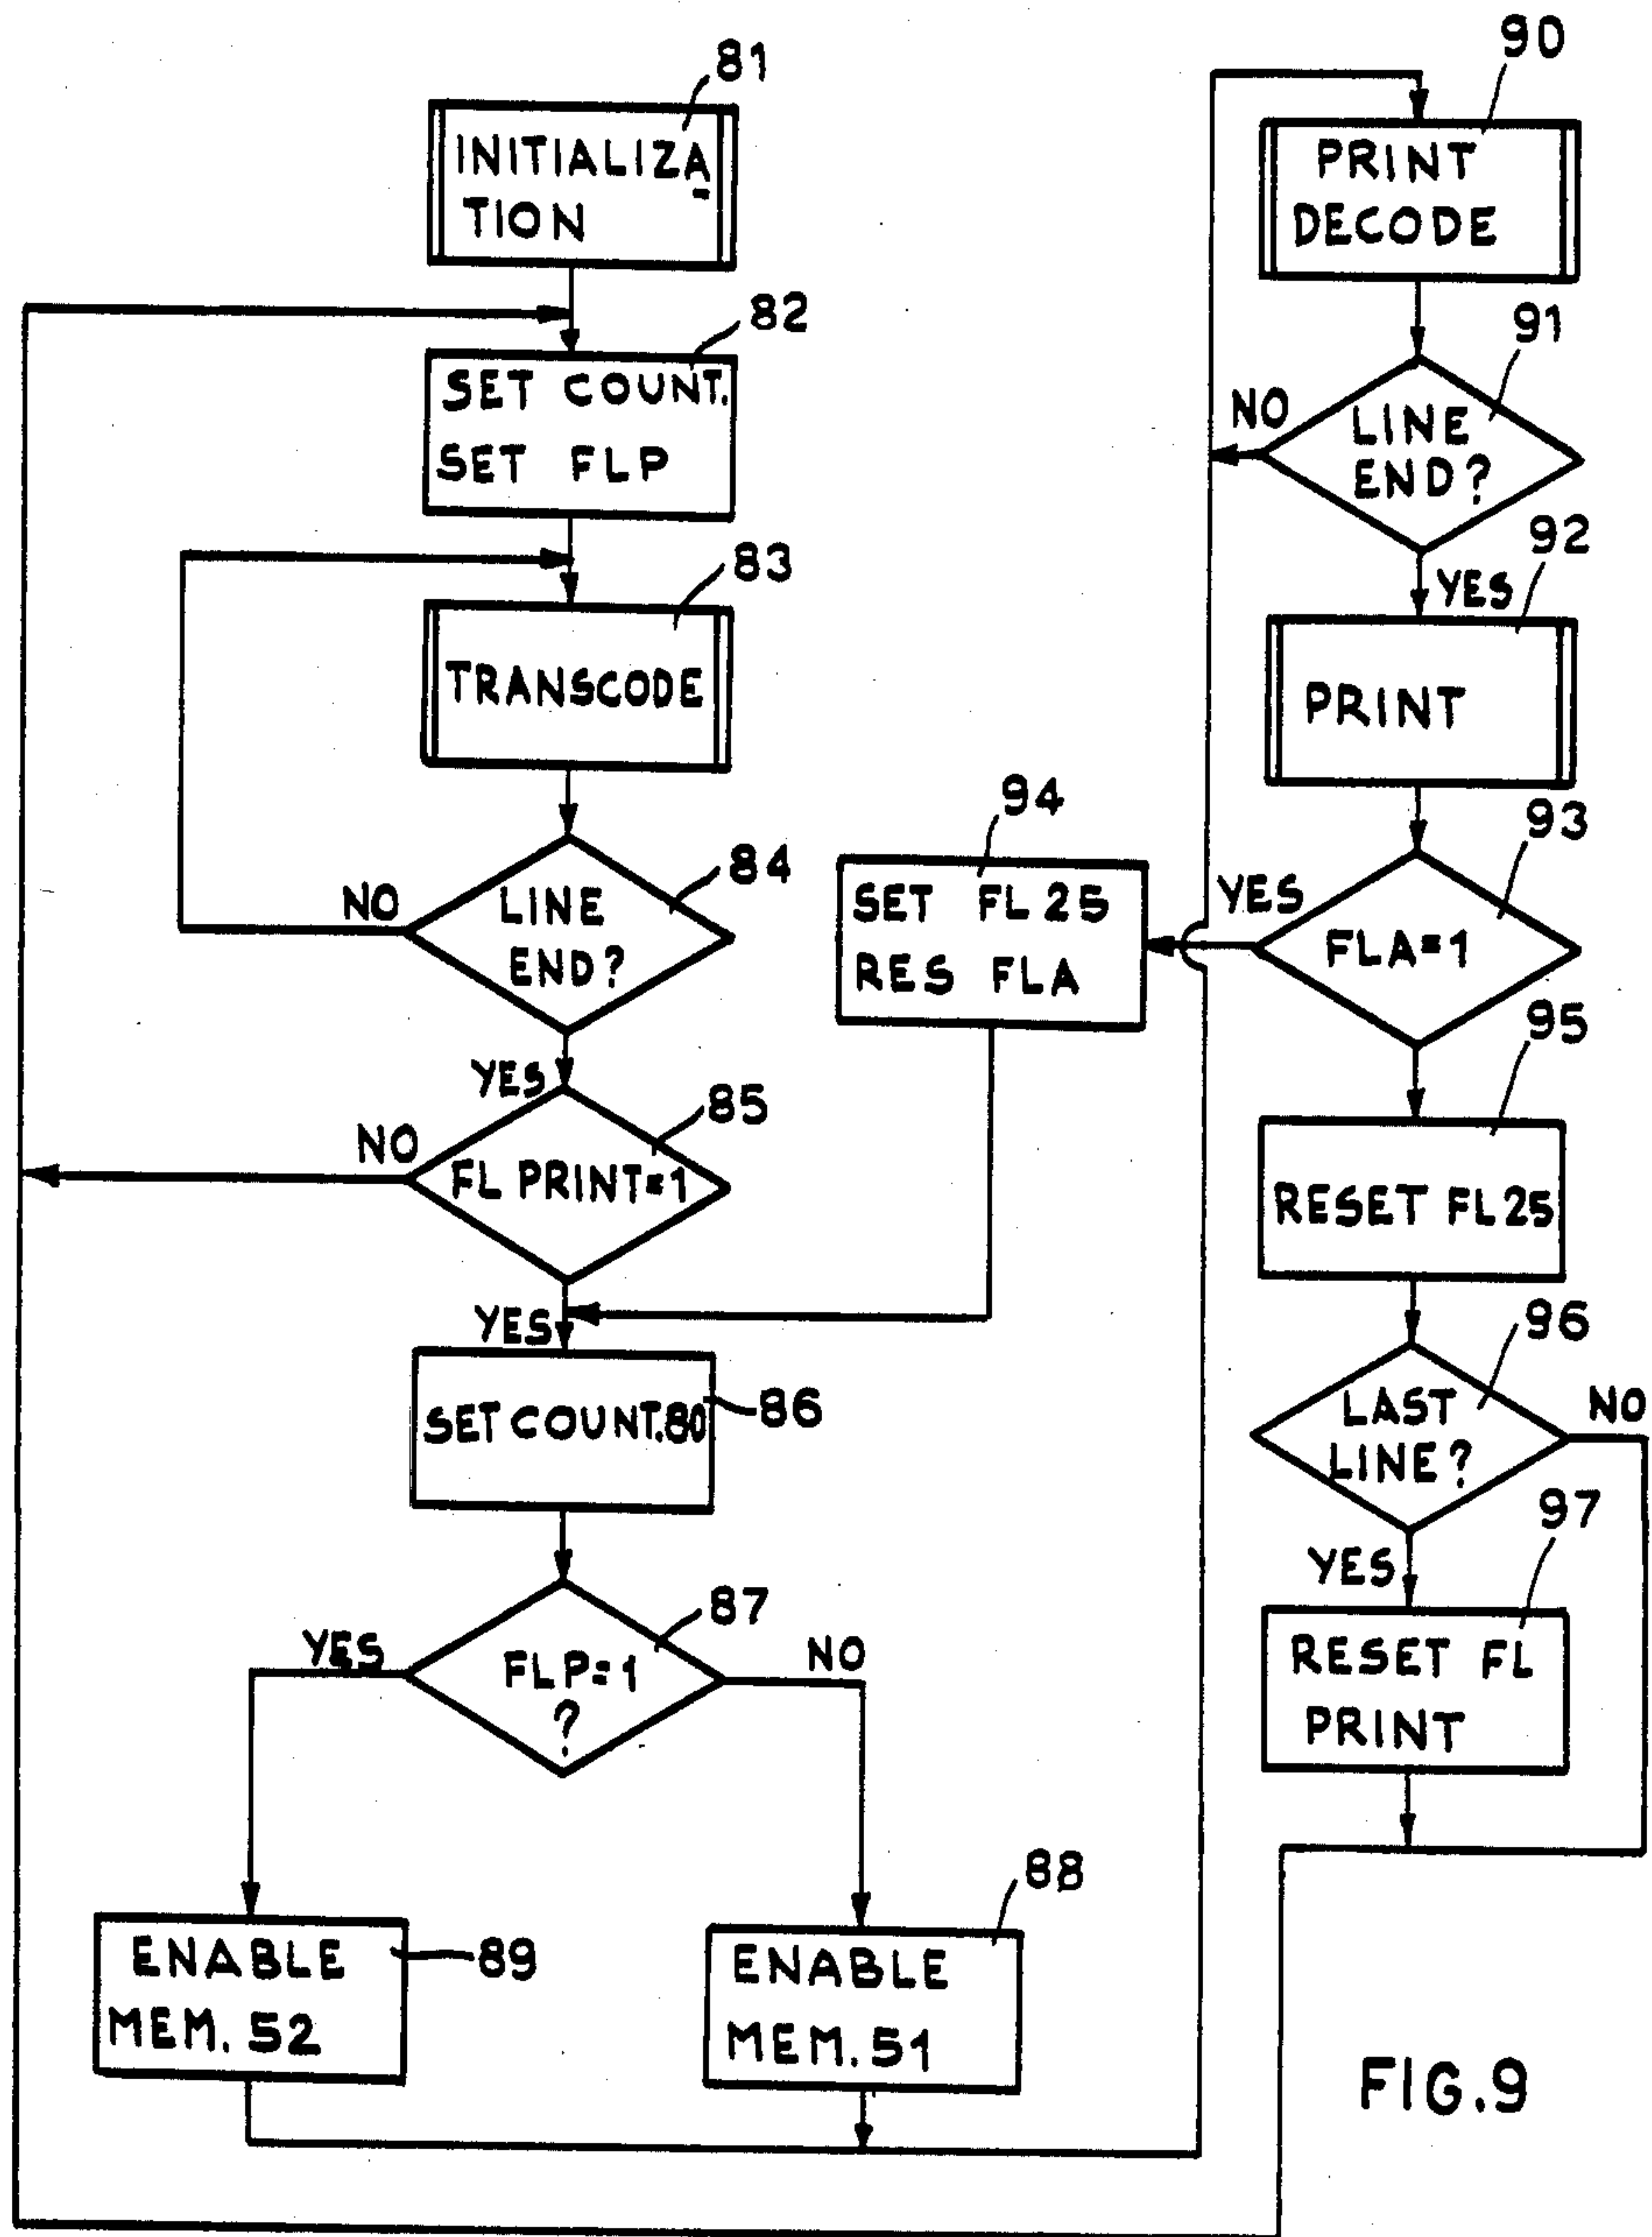 81
INITIALIZA
TION
82
SET COUNT.
SET FLP
83
TRANSCODE
84
NO
LINE
END?
YES
85
NO
FL PRINT=1
YES
SET COUNT.80
86
87
YES
FLP=1
?
NO
ENABLE
MEM. 52
89
88
ENABLE
MEM. 51
90
PRINT
DECODE
91
NO
LINE
END?
92
YES
PRINT
93
94
SET FL 25
RES FLA
YES
FLA=1
95
RESET FL 25
96
LAST
LINE?
NO
97
YES
RESET FL
PRINT
FIG.9